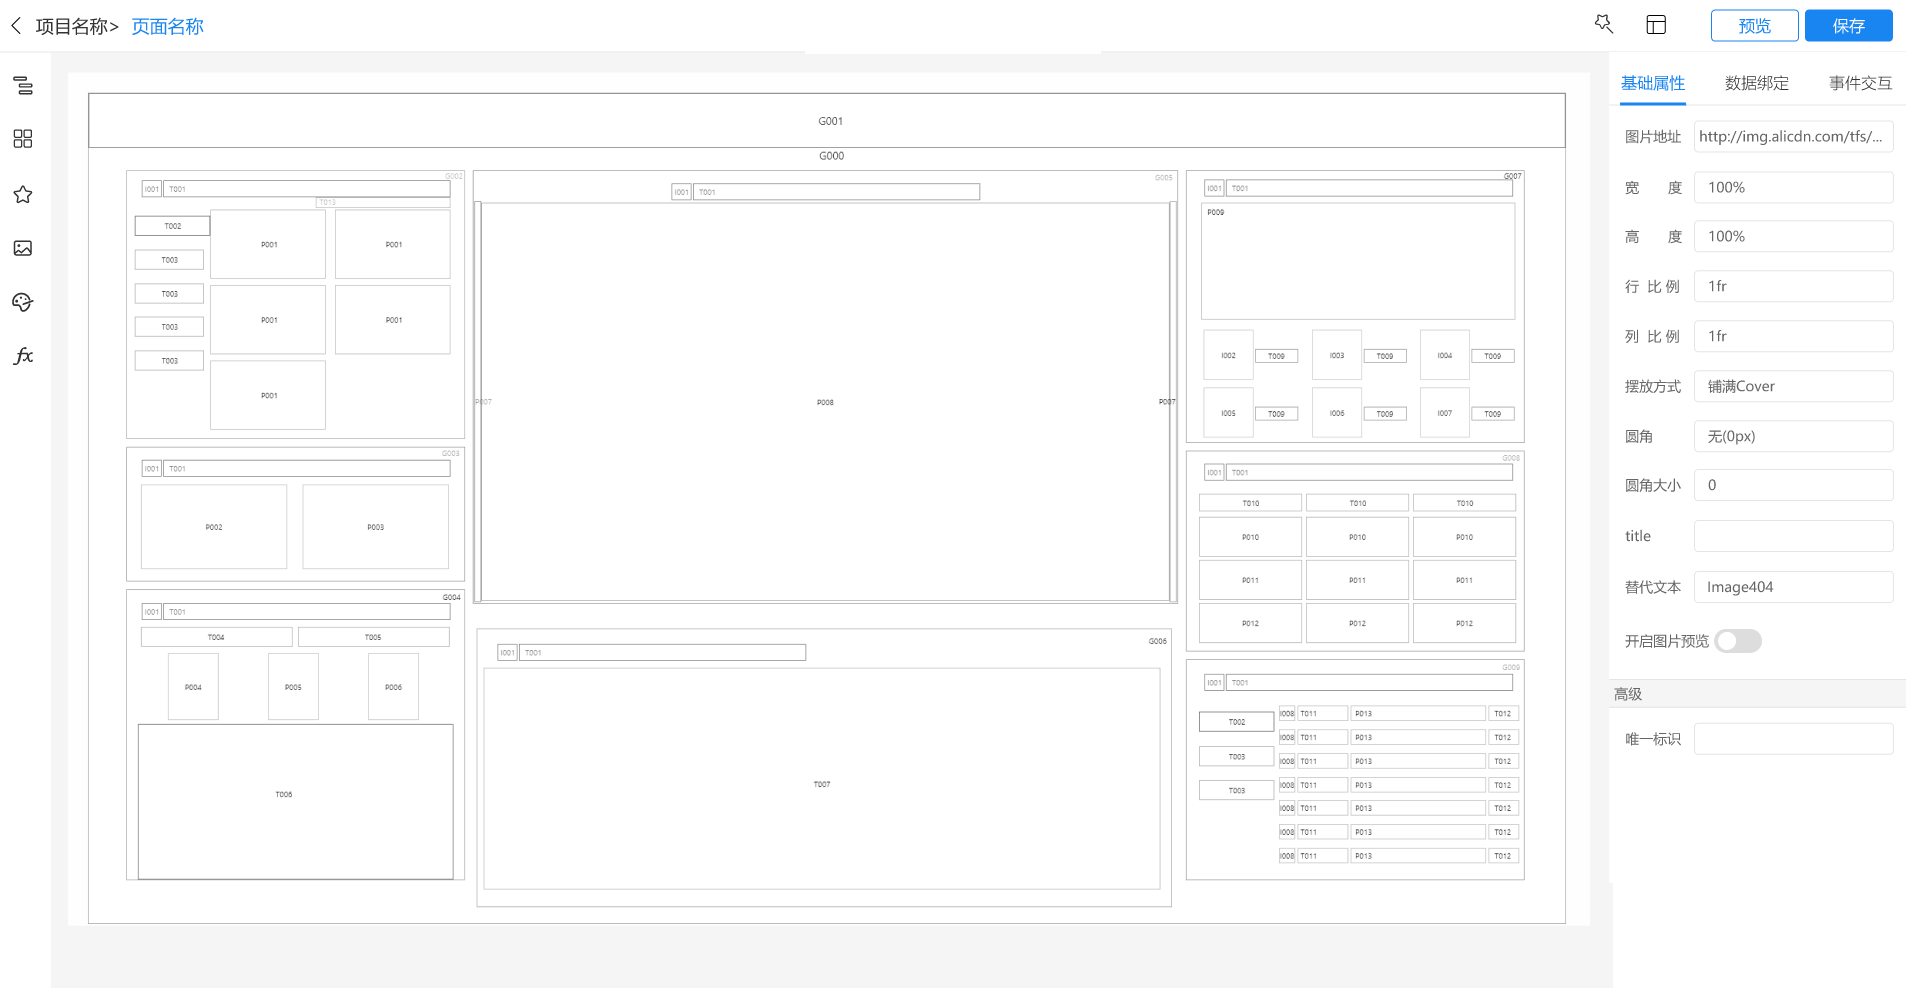 项目名称> 页面名称
预览 保存
基础属性 数据绑定 事件交互
G001
G000
G002
I001 T001
T013
T002
P001 P001
T003
T003
P001 P001
T003
T003
P001
G003
I001 T001
P002 P003
G004
I001 T001
T004 T005
P004 P005 P006
T006
G005
I001 T001
P007 P008 P007
G006
I001 T001
T007
G007
I001 T001
P009
I002 T009 I003 T009 I004 T009
I005 T009 I006 T009 I007 T009
G008
I001 T001
T010 T010 T010
P010 P010 P010
P011 P011 P011
P012 P012 P012
G009
I001 T001
T002
T003
T003
I008 T011 P013 T012
I008 T011 P013 T012
I008 T011 P013 T012
I008 T011 P013 T012
I008 T011 P013 T012
I008 T011 P013 T012
I008 T011 P013 T012
图片地址 http://img.alicdn.com/tfs/...
宽 度 100%
高 度 100%
行 比 例 1fr
列 比 例 1fr
摆放方式 铺满Cover
圆角 无(0px)
圆角大小 0
title
替代文本 Image404
开启图片预览
高级
唯一标识